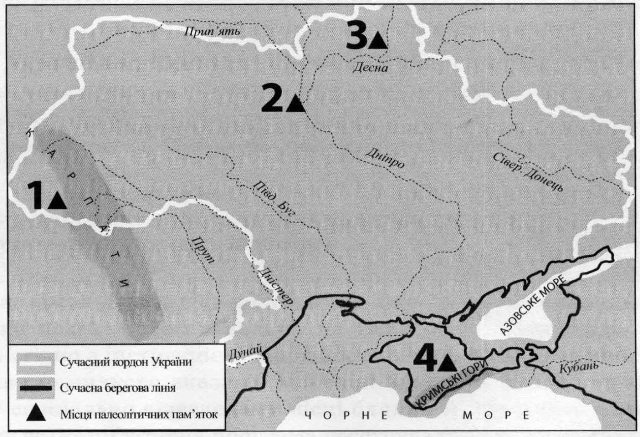 Прип'ять
3
Десна
2
КАРПАТИ
Дніпро
Сівер. Донець
1
Півд. Буг
Прут
Дністер
АЗОВСЬКЕ МОРЕ
Дунай
4
КРИМСЬКІ ГОРИ
Кубань
Сучасний кордон України
Сучасна берегова лінія
Місця палеолітичних пам'яток
ЧОРНЕ МОРЕ